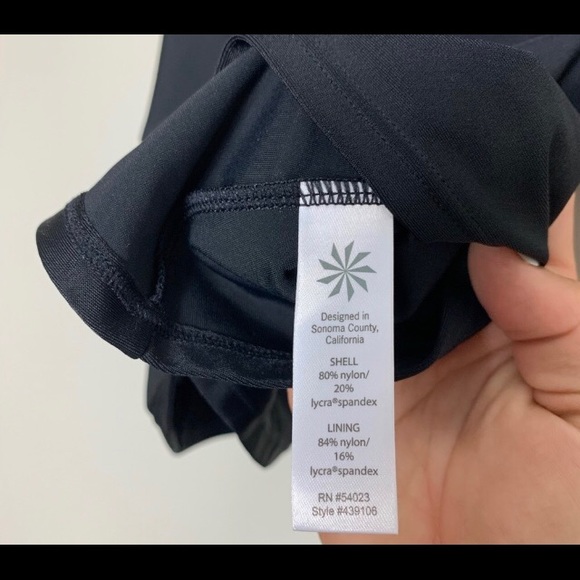 Designed in
Sonoma County,
California
SHELL
80% nylon/
20%
lycra®spandex
LINING
84% nylon/
16%
lycra®spandex
RN #54023
Style #439106